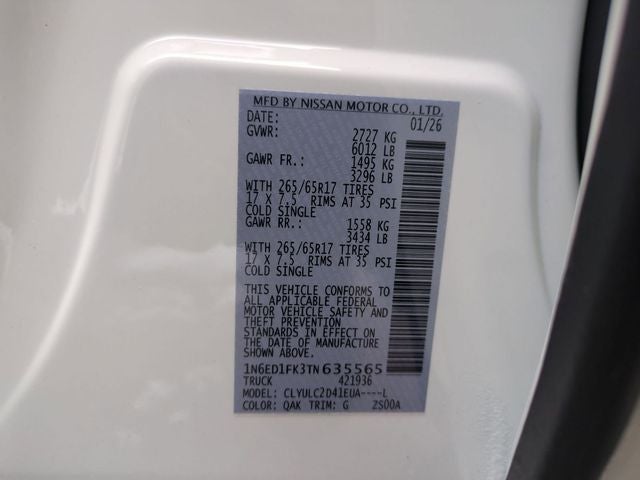 MFD BY NISSAN MOTOR CO., LTD.
DATE: 01/26
GVWR: 2727 KG
6012 LB
GAWR FR.: 1495 KG
3296 LB
WITH 265/65R17 TIRES
17 X 7.5 RIMS AT 35 PSI
COLD SINGLE
GAWR RR.: 1558 KG
3434 LB
WITH 265/65R17 TIRES
17 X 7.5 RIMS AT 35 PSI
COLD SINGLE
THIS VEHICLE CONFORMS TO
ALL APPLICABLE FEDERAL
MOTOR VEHICLE SAFETY AND
THEFT PREVENTION
STANDARDS IN EFFECT ON
THE DATE OF MANUFACTURE
SHOWN ABOVE.
1N6ED1FK3TN635565
TRUCK 421936
MODEL: CLYULC2D41EUA----L
COLOR: QAK TRIM: G ZS00A